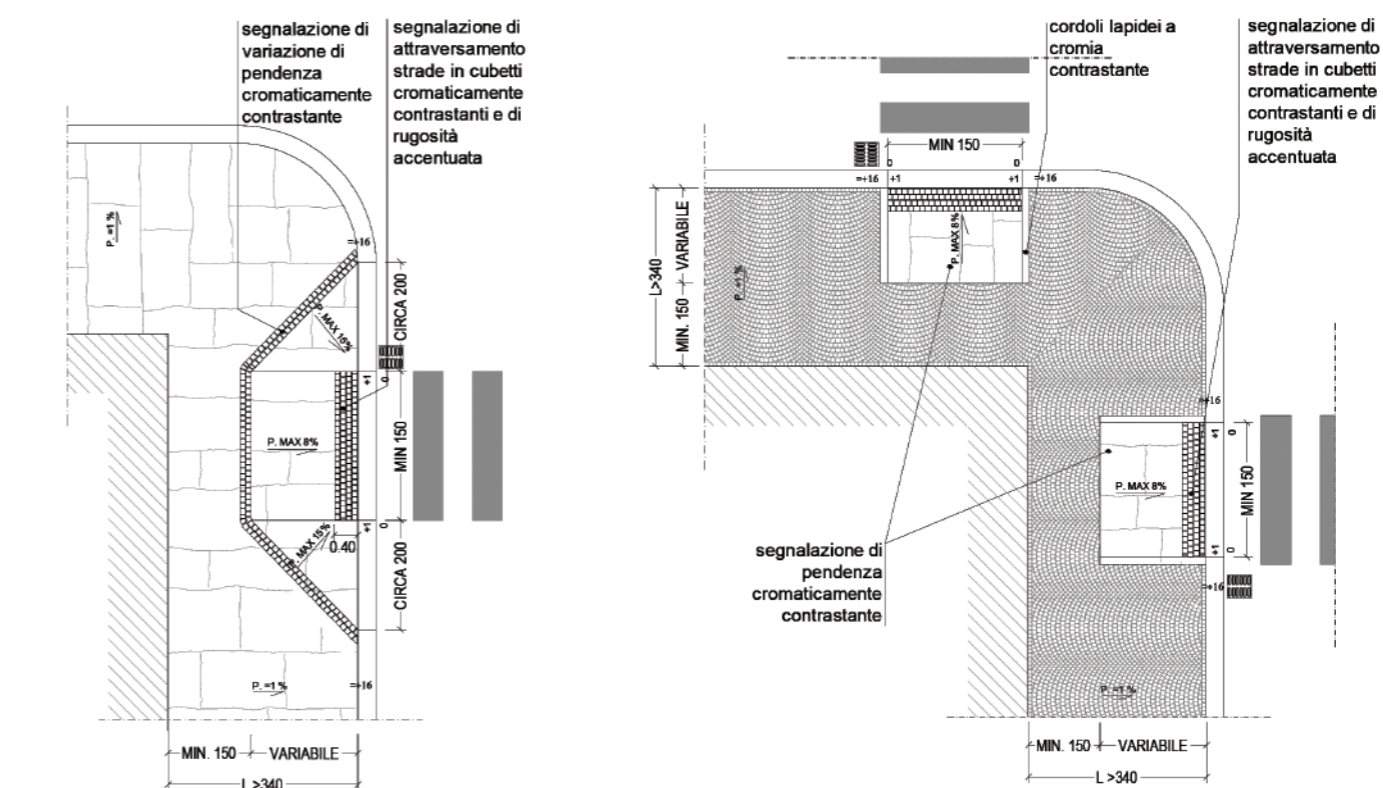 segnalazione di
variazione di
pendenza
cromaticamente
contrastante
segnalazione di
attraversamento
strade in cubetti
cromaticamente
contrastanti e di
rugosità
accentuata
P. =1 %
=+16
P. MAX 15%
CIRCA 200
+1
0
P. MAX 8%
MIN 150
+1
0
P. MAX 15%
0.40
CIRCA 200
P. =1 %
=+16
MIN. 150
VARIABILE
L >340
cordoli lapidei a
cromia
contrastante
segnalazione di
attraversamento
strade in cubetti
cromaticamente
contrastanti e di
rugosità
accentuata
MIN 150
0
0
=+16
+1
+1
=+16
P. MAX 8%
L>340
VARIABILE
MIN. 150
P. =1 %
=+16
+1
0
P. MAX 8%
MIN 150
+1
0
=+16
segnalazione di
pendenza
cromaticamente
contrastante
P. =1 %
MIN. 150
VARIABILE
L >340